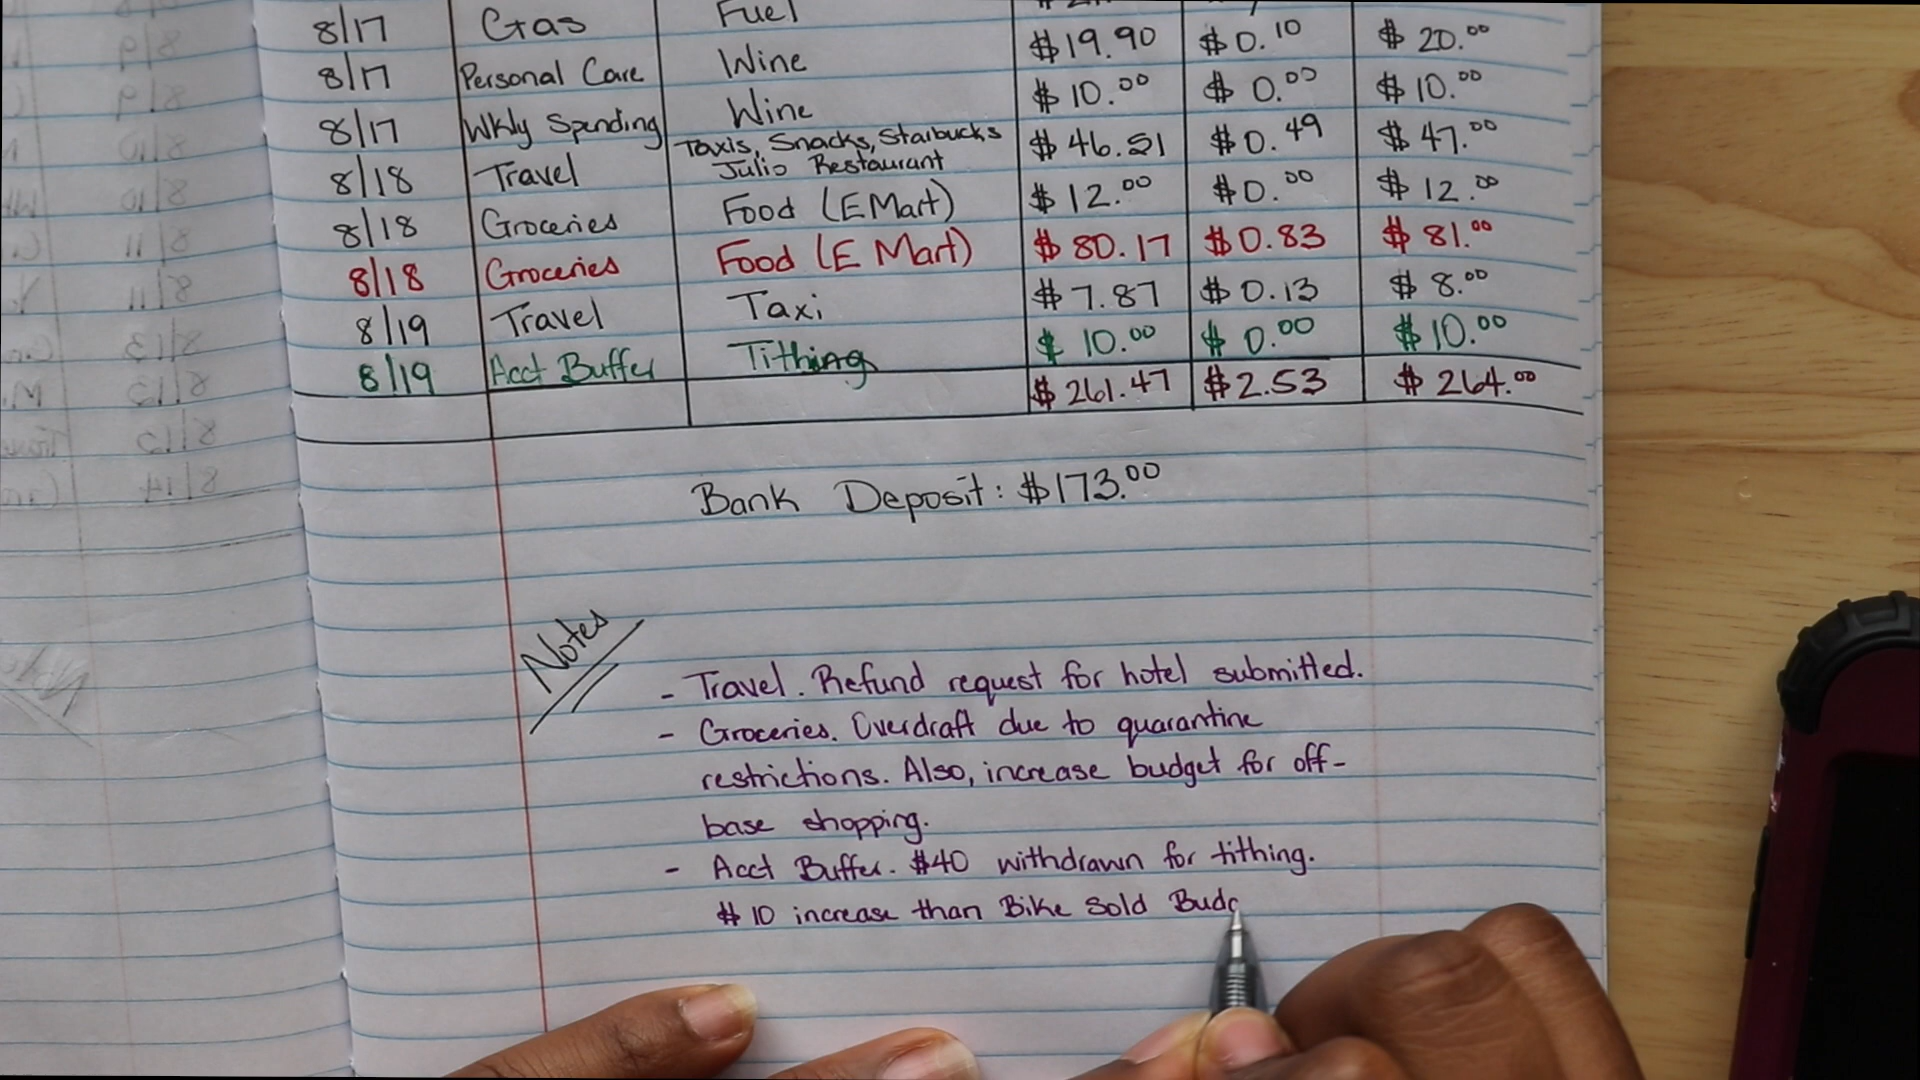 8/17 Gas Fuel
8/17 Personal Care Wine $19.90 $0.10 $20.00
8/17 Wkly Spending Wine $10.00 $0.00 $10.00
8/18 Travel Taxis, Snacks, Starbucks $46.51 $0.49 $47.00
Julio Restaurant
8/18 Groceries Food (EMart) $12.00 $0.00 $12.00
8/18 Groceries Food (E Mart) $80.17 $0.83 $81.00
8/19 Travel Taxi $7.87 $0.13 $8.00
8/19 Acct Buffer Tithing $10.00 $0.00 $10.00
$261.47 $2.53 $264.00
Bank Deposit: $173.00
Notes
- Travel. Refund request for hotel submitted.
- Groceries. Overdraft due to quarantine
restrictions. Also, increase budget for off-
base shopping.
- Acct Buffer. $40 withdrawn for tithing.
$10 increase than Bike Sold Budg